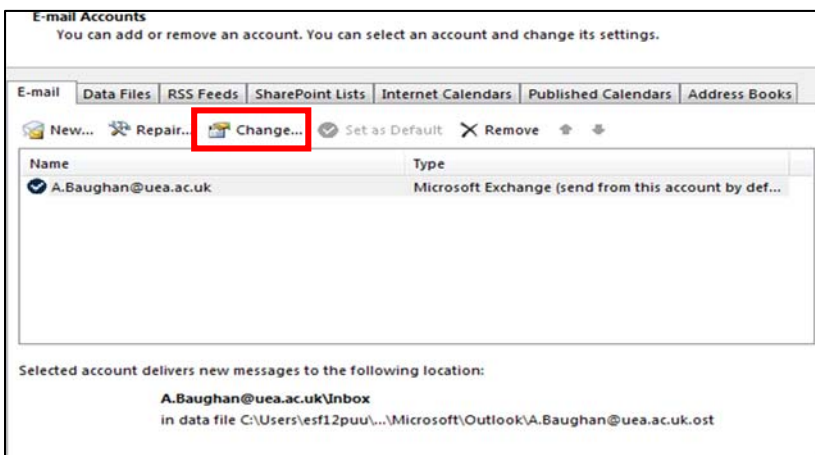 E-mail Accounts
You can add or remove an account. You can select an account and change its settings.
E-mail Data Files RSS Feeds SharePoint Lists Internet Calendars Published Calendars Address Books
New... Repair... Change... Set as Default Remove
Name Type
A.Baughan@uea.ac.uk Microsoft Exchange (send from this account by def...
Selected account delivers new messages to the following location:
A.Baughan@uea.ac.uk\Inbox
in data file C:\Users\esf12puu\...\Microsoft\Outlook\A.Baughan@uea.ac.uk.ost